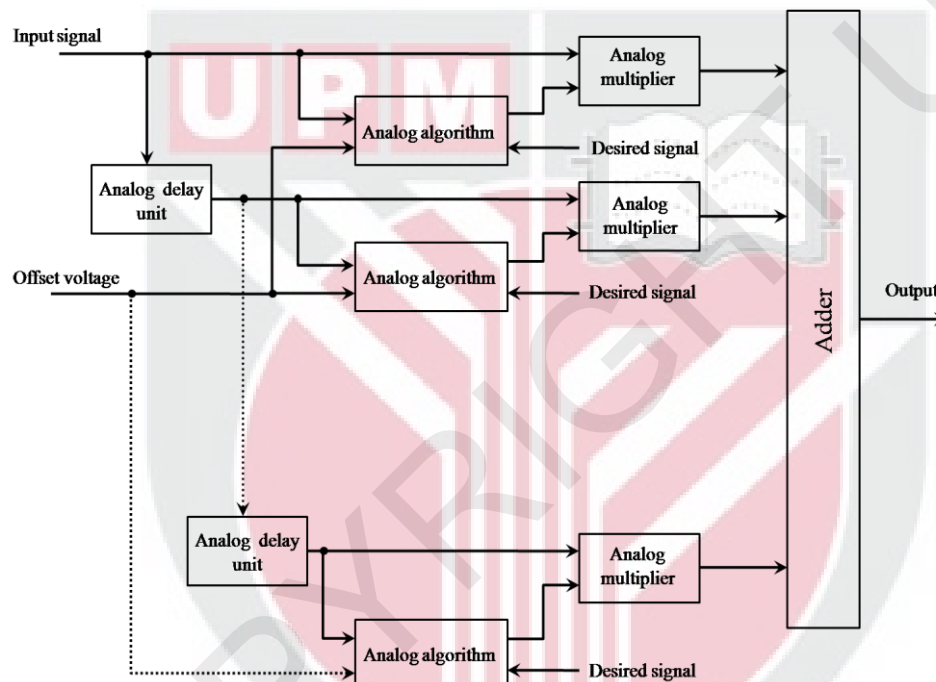 Input signal
UPM
Analog
multiplier
Analog algorithm
Desired signal
Analog delay
unit
Analog
multiplier
Offset voltage
Analog algorithm
Desired signal
Output
Adder
Analog delay
unit
Analog
multiplier
Analog algorithm
Desired signal
PYRIGHT U